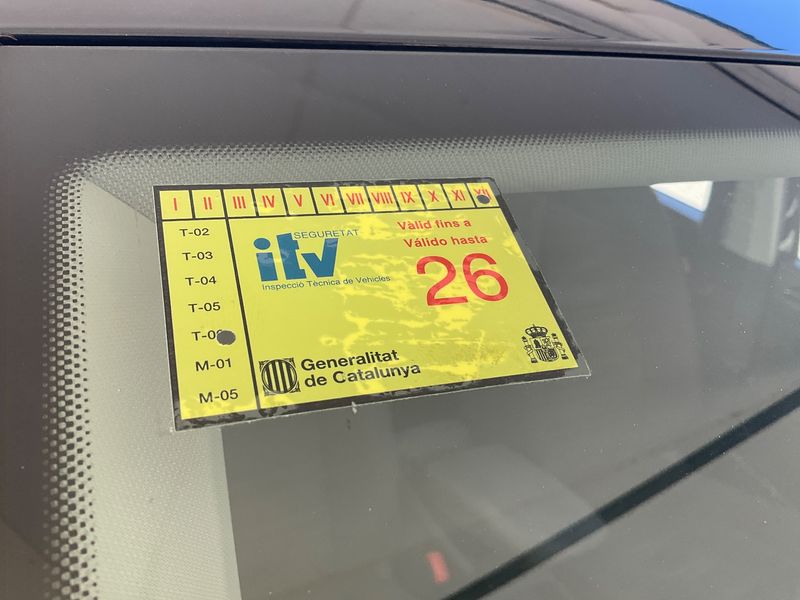 I II III IV V VI VII VIII IX X XI XII
T-02
T-03
T-04
T-05
M-01
M-05
SEGURETAT
itv
Inspecció Tècnica de Vehicles
Vàlid fins a
Válido hasta
26
Generalitat
de Catalunya